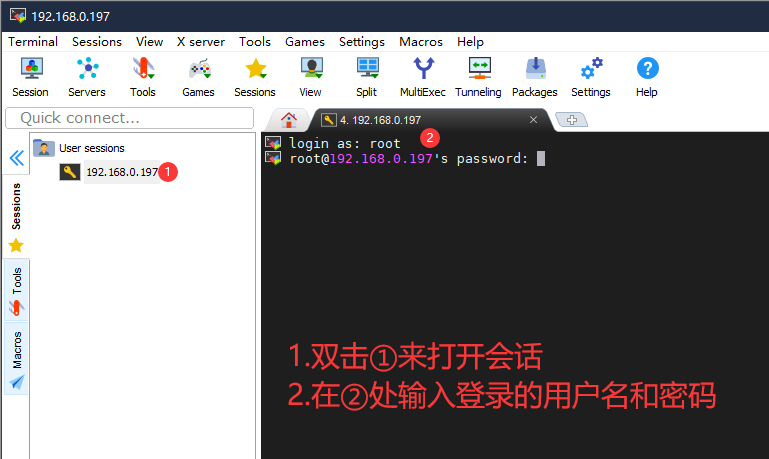 192.168.0.197
Terminal Sessions View X server Tools Games Settings Macros Help
Session Servers Tools Games Sessions View Split MultiExec Tunneling Packages Settings Help
Quick connect...
4. 192.168.0.197
User sessions
192.168.0.197
1
Sessions
Tools
Macros
login as: root
2
root@192.168.0.197's password:
1.双击①来打开会话
2.在②处输入登录的用户名和密码